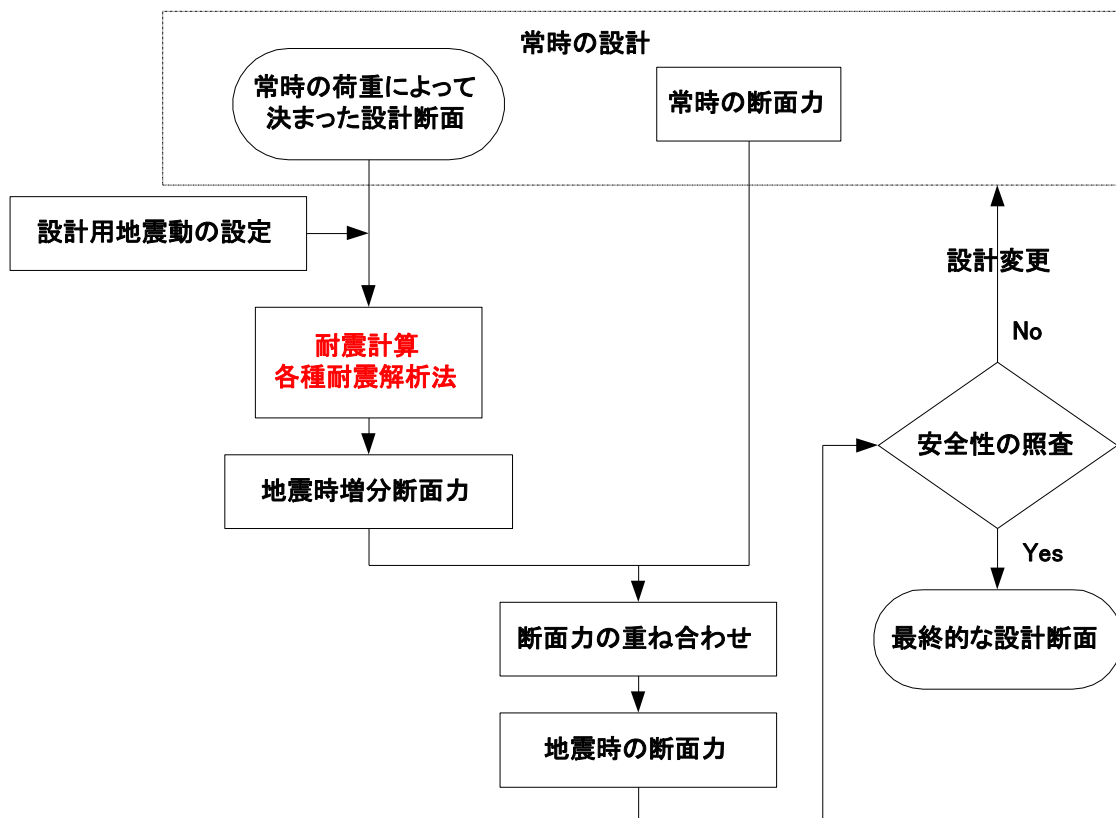 常時の設計
常時の荷重によって
決まった設計断面
常時の断面力
設計用地震動の設定
設計変更
No
耐震計算
各種耐震解析法
安全性の照査
地震時増分断面力
Yes
断面力の重ね合わせ
最終的な設計断面
地震時の断面力